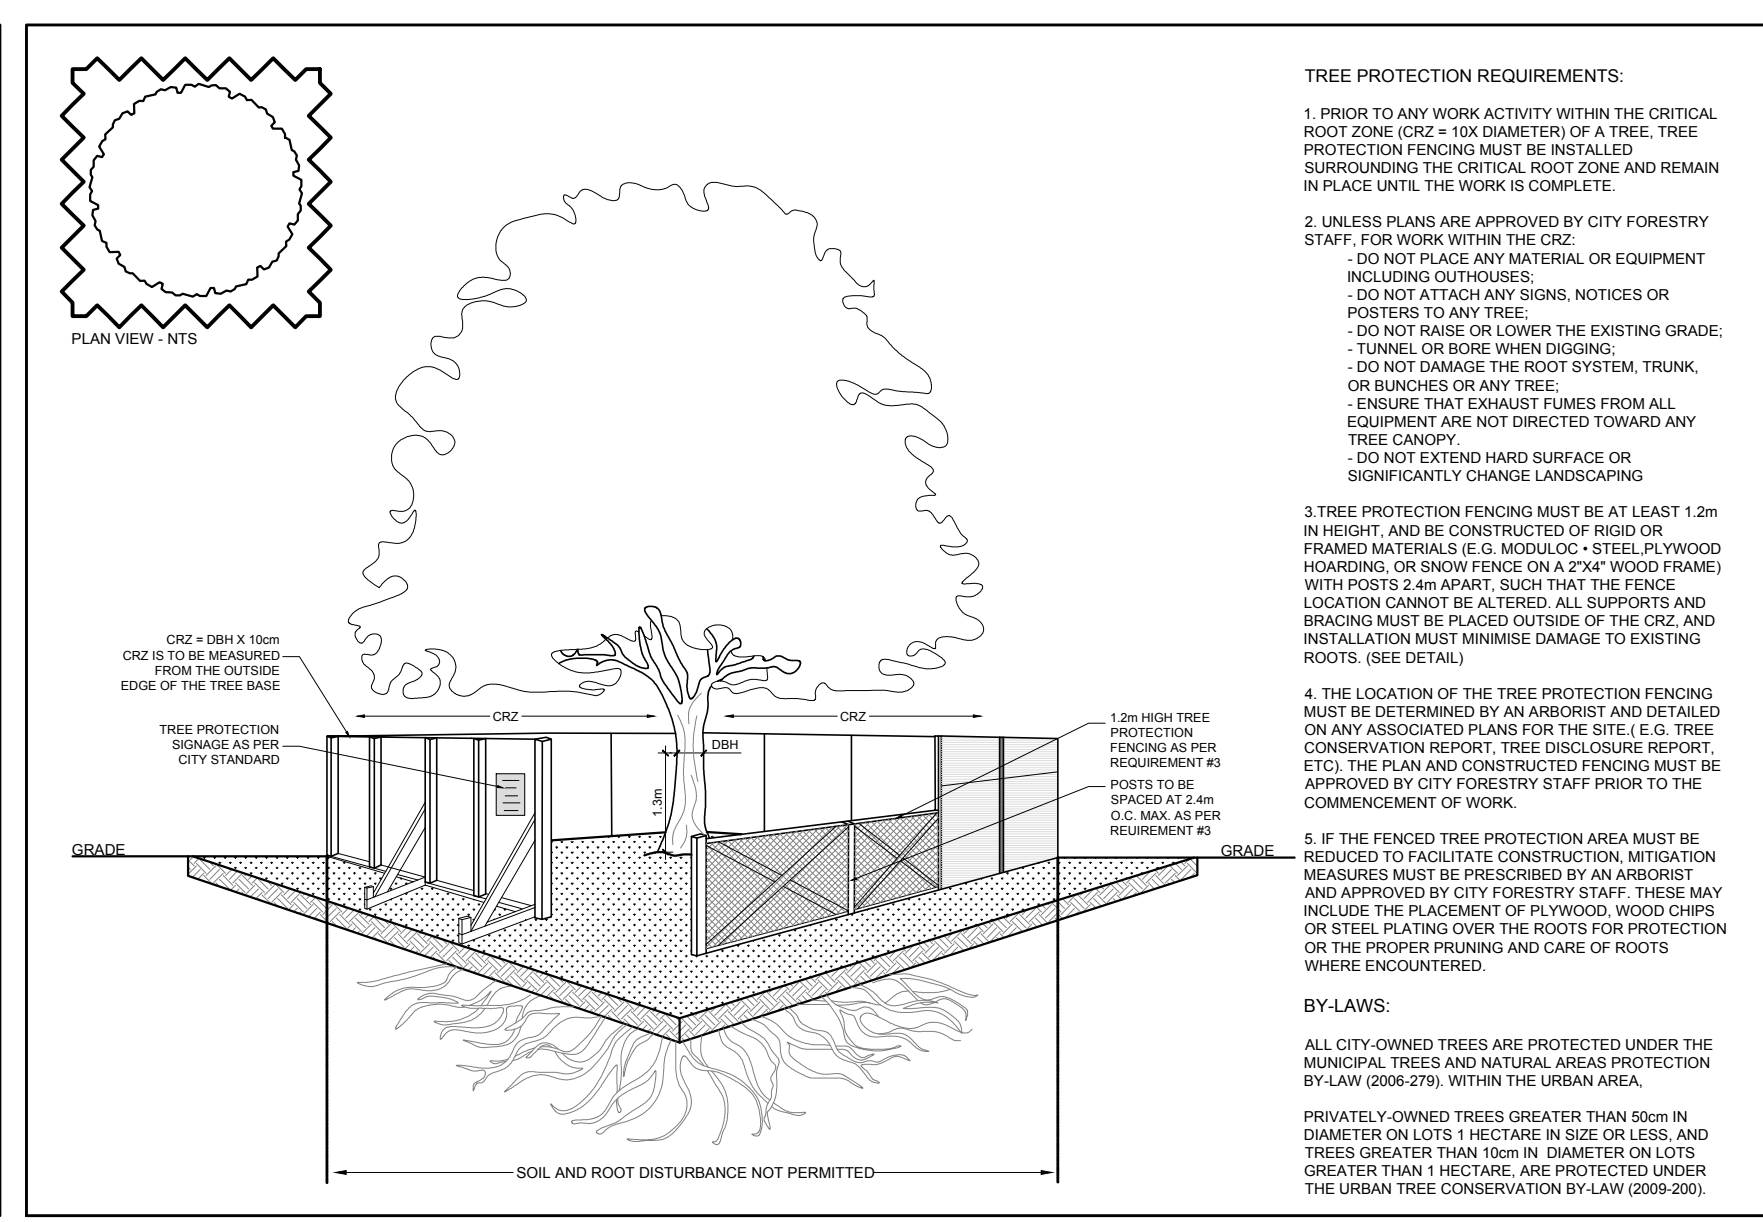 PLAN VIEW - NTS
CRZ = DBH X 10cm
CRZ IS TO BE MEASURED
FROM THE OUTSIDE
EDGE OF THE TREE BASE
TREE PROTECTION
SIGNAGE AS PER
CITY STANDARD
CRZ
CRZ
DBH
1.3m
1.2m HIGH TREE
PROTECTION
FENCING AS PER
REQUIREMENT #3
POSTS TO BE
SPACED AT 2.4m
O.C. MAX. AS PER
REUIREMENT #3
GRADE
GRADE
SOIL AND ROOT DISTURBANCE NOT PERMITTED
TREE PROTECTION REQUIREMENTS:
1. PRIOR TO ANY WORK ACTIVITY WITHIN THE CRITICAL
ROOT ZONE (CRZ = 10X DIAMETER) OF A TREE, TREE
PROTECTION FENCING MUST BE INSTALLED
SURROUNDING THE CRITICAL ROOT ZONE AND REMAIN
IN PLACE UNTIL THE WORK IS COMPLETE.
2. UNLESS PLANS ARE APPROVED BY CITY FORESTRY
STAFF, FOR WORK WITHIN THE CRZ:
- DO NOT PLACE ANY MATERIAL OR EQUIPMENT
INCLUDING OUTHOUSES;
- DO NOT ATTACH ANY SIGNS, NOTICES OR
POSTERS TO ANY TREE;
- DO NOT RAISE OR LOWER THE EXISTING GRADE;
- TUNNEL OR BORE WHEN DIGGING;
- DO NOT DAMAGE THE ROOT SYSTEM, TRUNK,
OR BUNCHES OR ANY TREE;
- ENSURE THAT EXHAUST FUMES FROM ALL
EQUIPMENT ARE NOT DIRECTED TOWARD ANY
TREE CANOPY.
- DO NOT EXTEND HARD SURFACE OR
SIGNIFICANTLY CHANGE LANDSCAPING
3.TREE PROTECTION FENCING MUST BE AT LEAST 1.2m
IN HEIGHT, AND BE CONSTRUCTED OF RIGID OR
FRAMED MATERIALS (E.G. MODULOC • STEEL,PLYWOOD
HOARDING, OR SNOW FENCE ON A 2"X4" WOOD FRAME)
WITH POSTS 2.4m APART, SUCH THAT THE FENCE
LOCATION CANNOT BE ALTERED. ALL SUPPORTS AND
BRACING MUST BE PLACED OUTSIDE OF THE CRZ, AND
INSTALLATION MUST MINIMISE DAMAGE TO EXISTING
ROOTS. (SEE DETAIL)
4. THE LOCATION OF THE TREE PROTECTION FENCING
MUST BE DETERMINED BY AN ARBORIST AND DETAILED
ON ANY ASSOCIATED PLANS FOR THE SITE.( E.G. TREE
CONSERVATION REPORT, TREE DISCLOSURE REPORT,
ETC). THE PLAN AND CONSTRUCTED FENCING MUST BE
APPROVED BY CITY FORESTRY STAFF PRIOR TO THE
COMMENCEMENT OF WORK.
5. IF THE FENCED TREE PROTECTION AREA MUST BE
REDUCED TO FACILITATE CONSTRUCTION, MITIGATION
MEASURES MUST BE PRESCRIBED BY AN ARBORIST
AND APPROVED BY CITY FORESTRY STAFF. THESE MAY
INCLUDE THE PLACEMENT OF PLYWOOD, WOOD CHIPS
OR STEEL PLATING OVER THE ROOTS FOR PROTECTION
OR THE PROPER PRUNING AND CARE OF ROOTS
WHERE ENCOUNTERED.
BY-LAWS:
ALL CITY-OWNED TREES ARE PROTECTED UNDER THE
MUNICIPAL TREES AND NATURAL AREAS PROTECTION
BY-LAW (2006-279). WITHIN THE URBAN AREA,
PRIVATELY-OWNED TREES GREATER THAN 50cm IN
DIAMETER ON LOTS 1 HECTARE IN SIZE OR LESS, AND
TREES GREATER THAN 10cm IN DIAMETER ON LOTS
GREATER THAN 1 HECTARE, ARE PROTECTED UNDER
THE URBAN TREE CONSERVATION BY-LAW (2009-200).